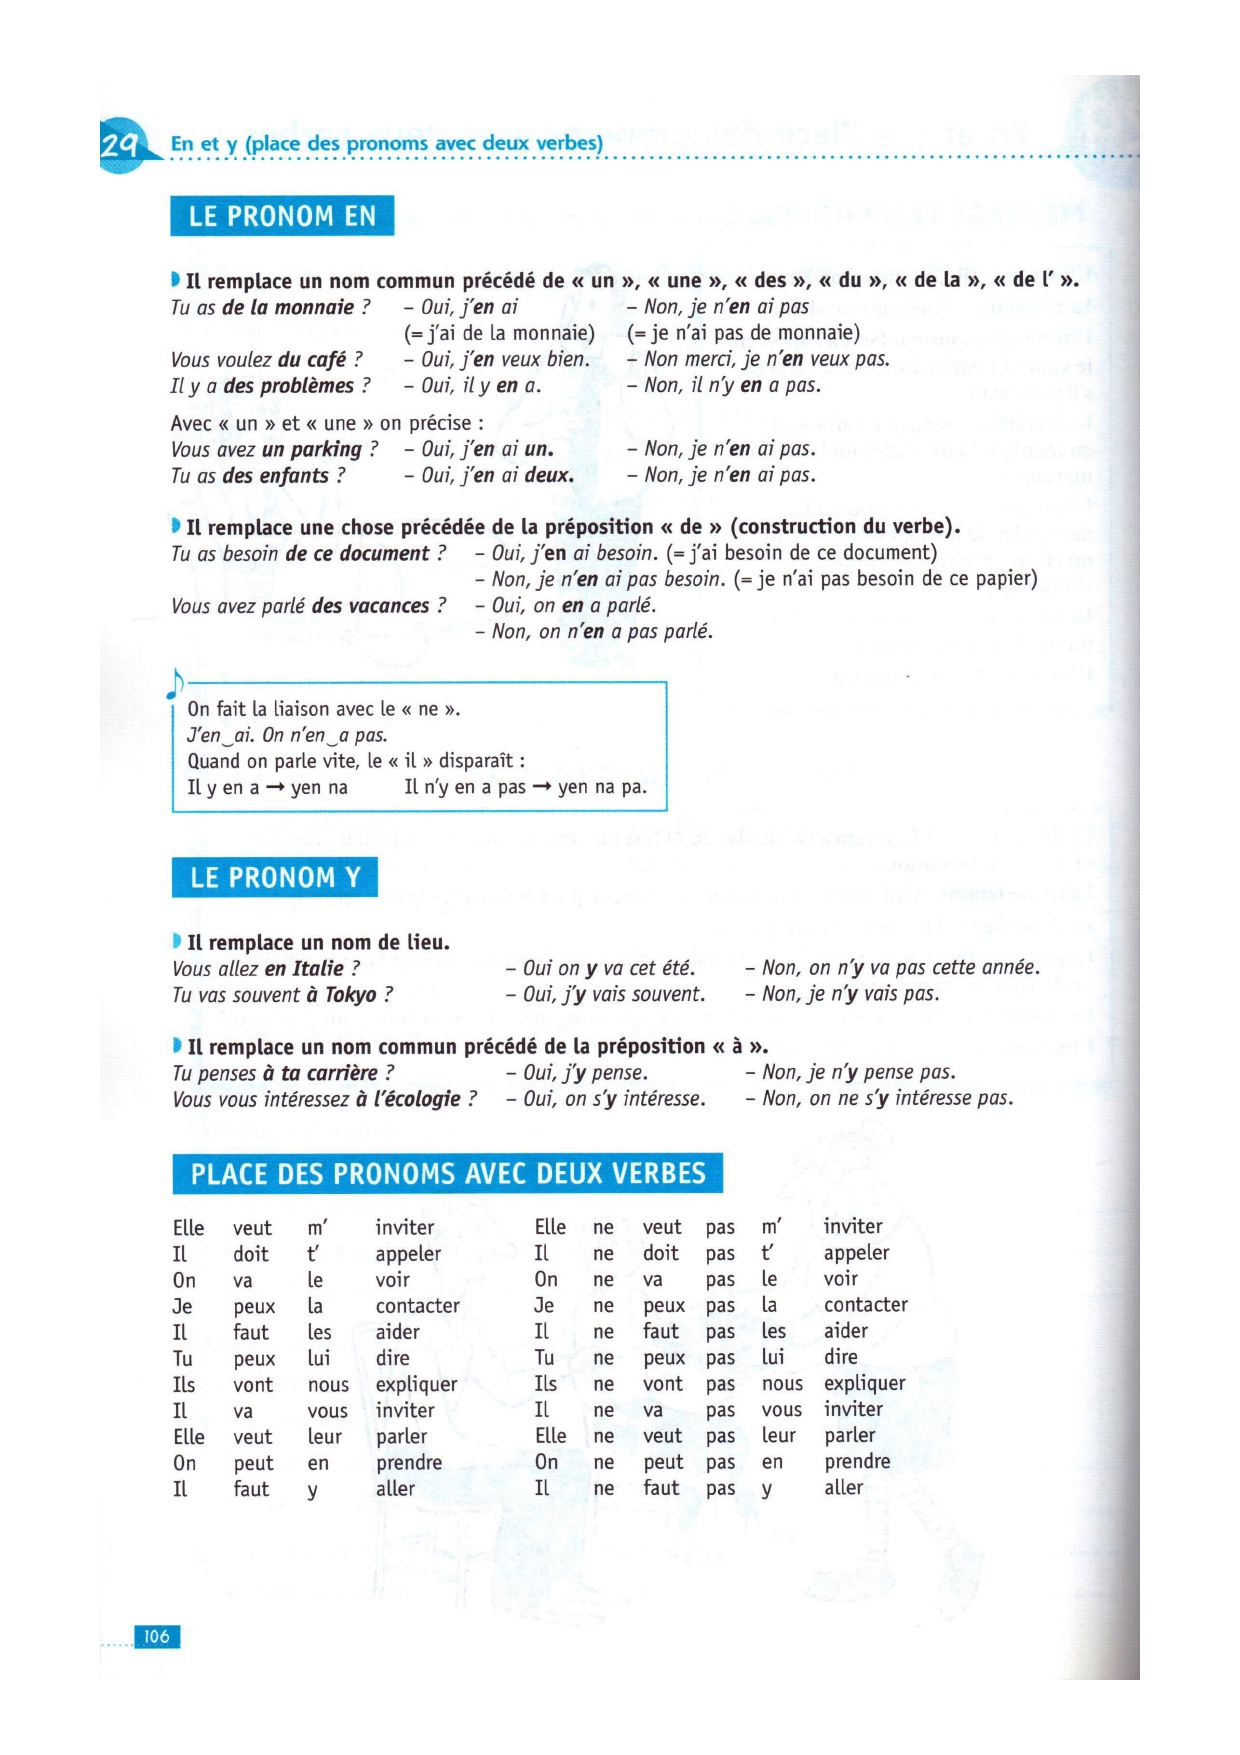 29 En et y (place des pronoms avec deux verbes)
LE PRONOM EN
Il remplace un nom commun précédé de « un », « une », « des », « du », « de la », « de l' ».
Tu as de la monnaie ? – Oui, j'en ai – Non, je n'en ai pas
(= j'ai de la monnaie) (= je n'ai pas de monnaie)
Vous voulez du café ? – Oui, j'en veux bien. – Non merci, je n'en veux pas.
Il y a des problèmes ? – Oui, il y en a. – Non, il n'y en a pas.
Avec « un » et « une » on précise :
Vous avez un parking ? – Oui, j'en ai un. – Non, je n'en ai pas.
Tu as des enfants ? – Oui, j'en ai deux. – Non, je n'en ai pas.
Il remplace une chose précédée de la préposition « de » (construction du verbe).
Tu as besoin de ce document ? – Oui, j'en ai besoin. (= j'ai besoin de ce document)
– Non, je n'en ai pas besoin. (= je n'ai pas besoin de ce papier)
Vous avez parlé des vacances ? – Oui, on en a parlé.
– Non, on n'en a pas parlé.
On fait la liaison avec le « ne ».
J'en‿ai. On n'en‿a pas.
Quand on parle vite, le « il » disparaît :
Il y en a → yen na Il n'y en a pas → yen na pa.
LE PRONOM Y
Il remplace un nom de lieu.
Vous allez en Italie ? – Oui on y va cet été. – Non, on n'y va pas cette année.
Tu vas souvent à Tokyo ? – Oui, j'y vais souvent. – Non, je n'y vais pas.
Il remplace un nom commun précédé de la préposition « à ».
Tu penses à ta carrière ? – Oui, j'y pense. – Non, je n'y pense pas.
Vous vous intéressez à l'écologie ? – Oui, on s'y intéresse. – Non, on ne s'y intéresse pas.
PLACE DES PRONOMS AVEC DEUX VERBES
Elle veut m' inviter Elle ne veut pas m' inviter
Il doit t' appeler Il ne doit pas t' appeler
On va le voir On ne va pas le voir
Je peux la contacter Je ne peux pas la contacter
Il faut les aider Il ne faut pas les aider
Tu peux lui dire Tu ne peux pas lui dire
Ils vont nous expliquer Ils ne vont pas nous expliquer
Il va vous inviter Il ne va pas vous inviter
Elle veut leur parler Elle ne veut pas leur parler
On peut en prendre On ne peut pas en prendre
Il faut y aller Il ne faut pas y aller
106